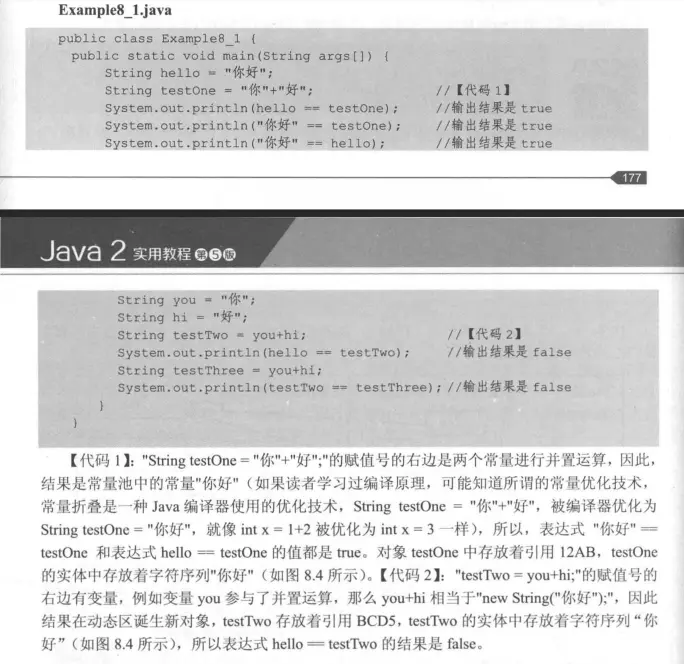 Example8_1.java
public class Example8_1 {
public static void main(String args[]) {
String hello = "你好";
String testOne = "你"+"好"; //【代码 1】
System.out.println(hello == testOne); //输出结果是 true
System.out.println("你好" == testOne); //输出结果是 true
System.out.println("你好" == hello); //输出结果是 true
177
Java 2 实用教程 第5版
String you = "你";
String hi = "好";
String testTwo = you+hi; //【代码 2】
System.out.println(hello == testTwo); //输出结果是 false
String testThree = you+hi;
System.out.println(testTwo == testThree); //输出结果是 false
}
}
【代码 1】："String testOne = "你"+"好";"的赋值号的右边是两个常量进行并置运算，因此，
结果是常量池中的常量"你好"（如果读者学习过编译原理，可能知道所谓的常量优化技术，
常量折叠是一种 Java 编译器使用的优化技术，String testOne = "你"+"好"，被编译器优化为
String testOne = "你好"，就像 int x = 1+2 被优化为 int x = 3 一样），所以，表达式 "你好" ==
testOne 和表达式 hello == testOne 的值都是 true。对象 testOne 中存放着引用 12AB，testOne
的实体中存放着字符序列"你好"（如图 8.4 所示）。【代码 2】："testTwo = you+hi;"的赋值号的
右边有变量，例如变量 you 参与了并置运算，那么 you+hi 相当于"new String("你好");"，因此
结果在动态区诞生新对象，testTwo 存放着引用 BCD5，testTwo 的实体中存放着字符序列“你
好”（如图 8.4 所示），所以表达式 hello == testTwo 的结果是 false。